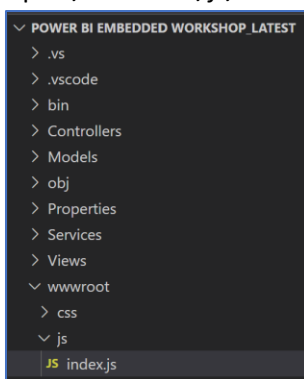 POWER BI EMBEDDED WORKSHOP_LATEST
.vs
.vscode
bin
Controllers
Models
obj
Properties
Services
Views
wwwroot
css
js
JS index.js